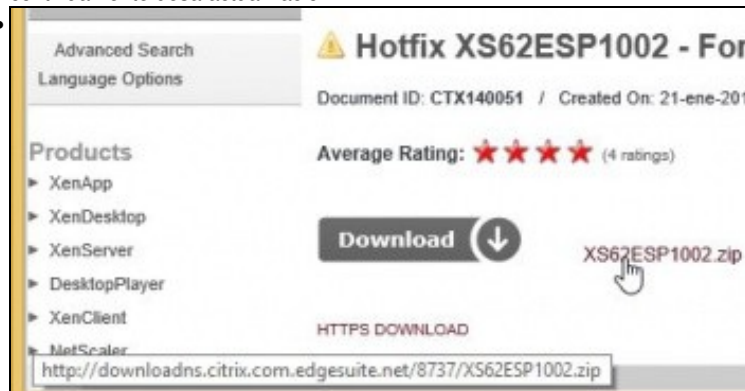 Advanced Search
Language Options
Products
XenApp
XenDesktop
XenServer
DesktopPlayer
XenClient
NetScaler
Hotfix XS62ESP1002 - For
Document ID: CTX140051 / Created On: 21-ene-201
Average Rating: (4 ratings)
Download
XS62ESP1002.zip
HTTPS DOWNLOAD
http://downloadns.citrix.com.edgesuite.net/8737/XS62ESP1002.zip